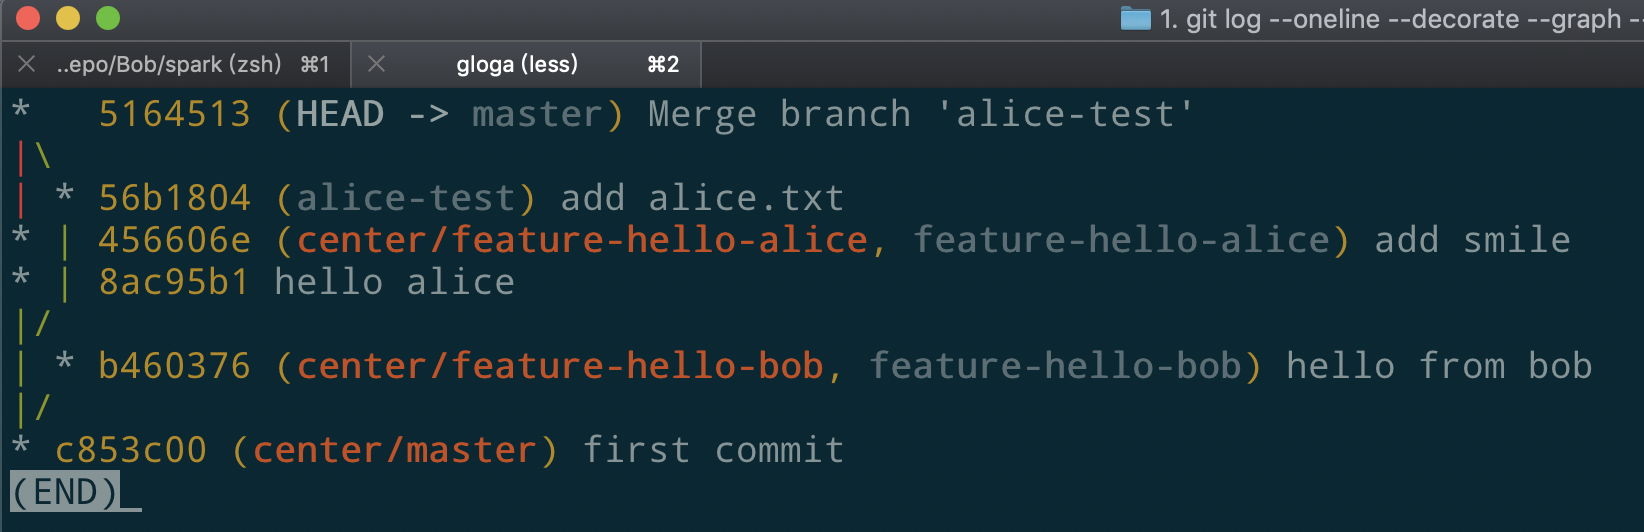 1. git log --oneline --decorate --graph --
..epo/Bob/spark (zsh) ⌘1 gloga (less) ⌘2
*   5164513 (HEAD -> master) Merge branch 'alice-test'
|\
| * 56b1804 (alice-test) add alice.txt
* | 456606e (center/feature-hello-alice, feature-hello-alice) add smile
* | 8ac95b1 hello alice
|/
| * b460376 (center/feature-hello-bob, feature-hello-bob) hello from bob
|/
* c853c00 (center/master) first commit
(END)